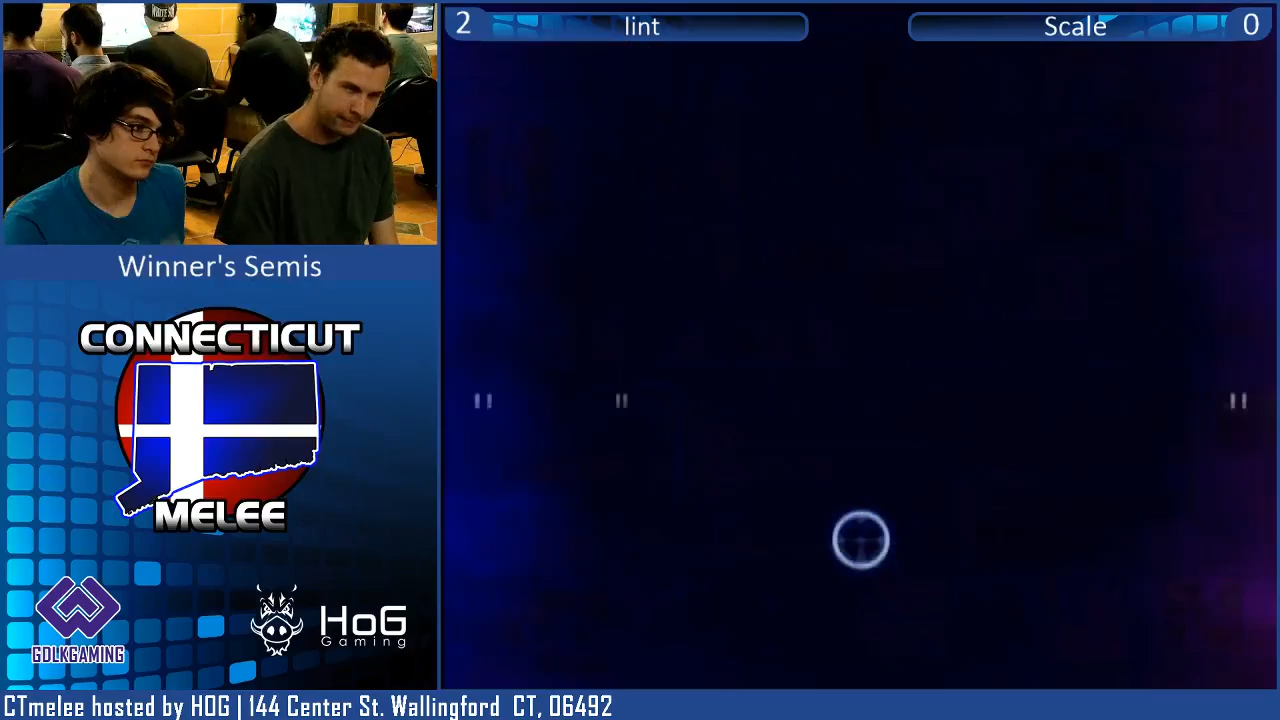 2 lint
Scale 0
Winner's Semis
CONNECTICUT
MELEE
GDLKGAMING
HoG
Gaming
CTmelee hosted by HOG | 144 Center St. Wallingford CT, 06492